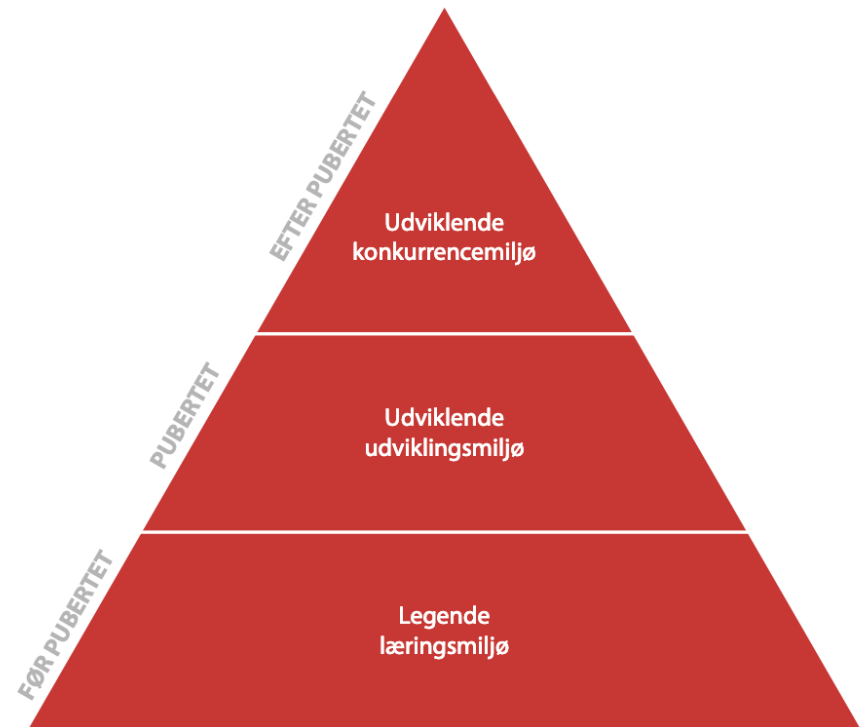 EFTER PUBERTET
Udviklende
konkurrencemiljø
PUBERTET
Udviklende
udviklingsmiljø
FØR PUBERTET
Legende
læringsmiljø